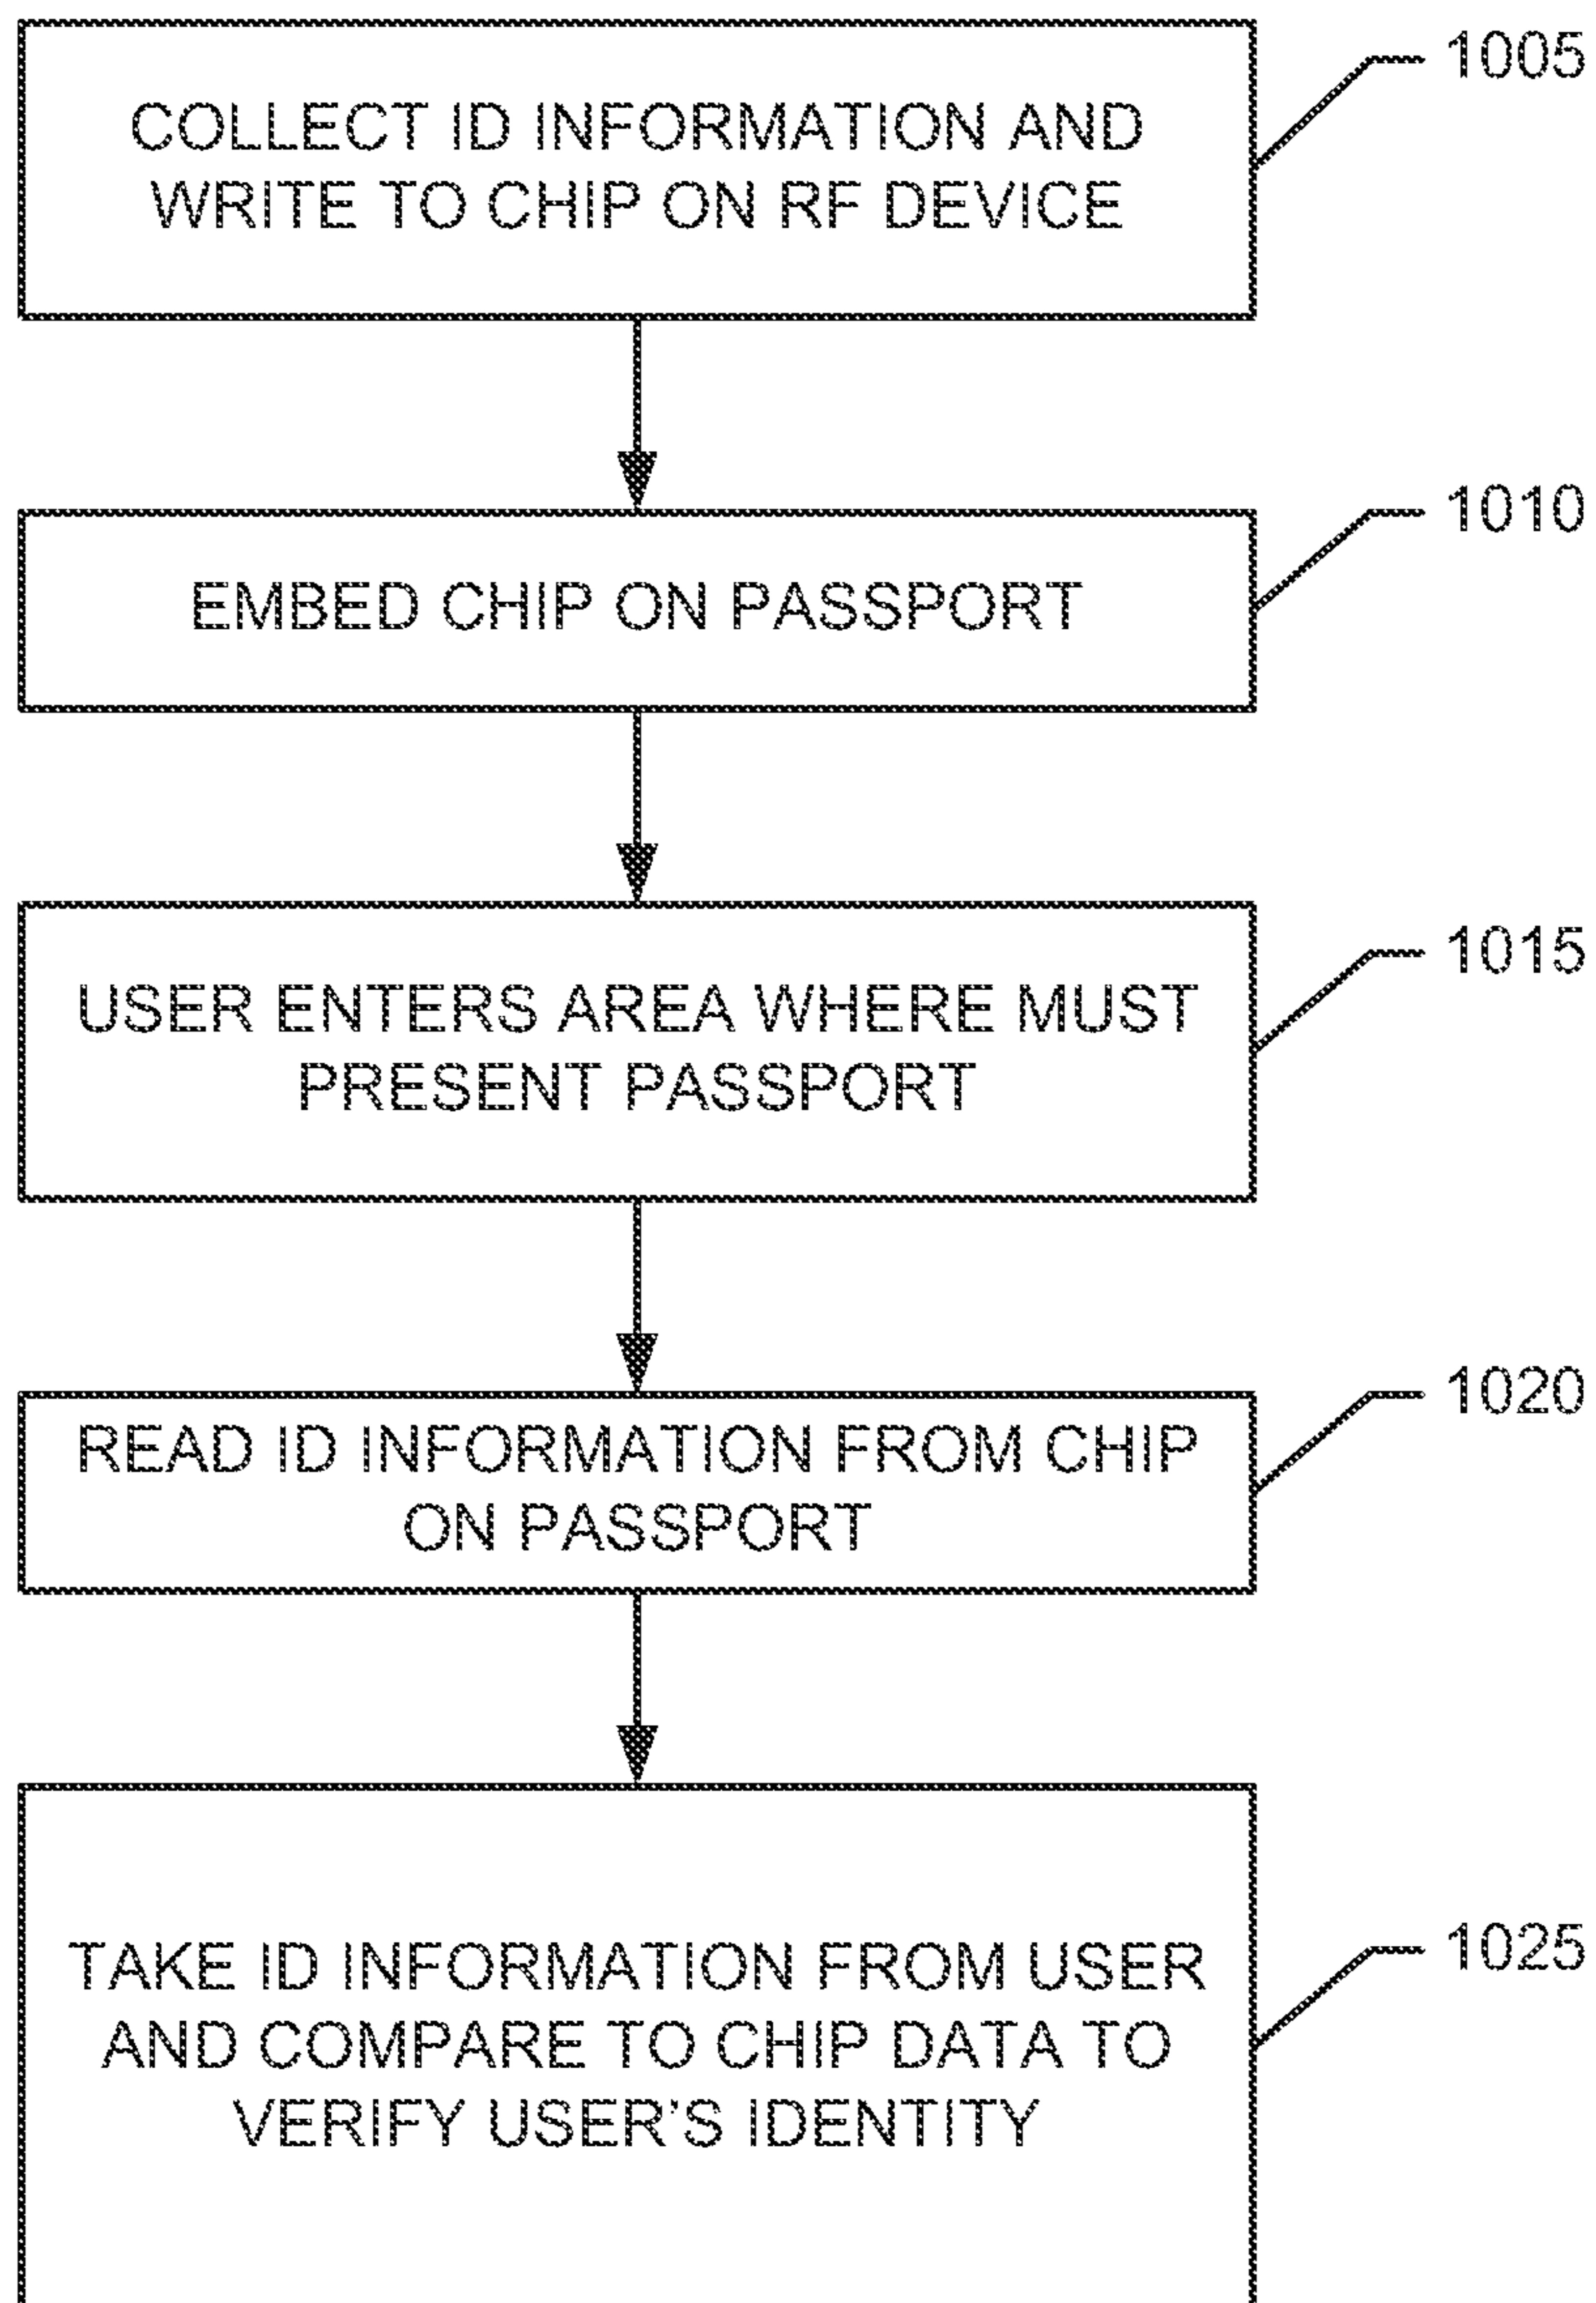 COLLECT ID INFORMATION AND
WRITE TO CHIP ON RF DEVICE
1005
EMBED CHIP ON PASSPORT
1010
USER ENTERS AREA WHERE MUST
PRESENT PASSPORT
1015
READ ID INFORMATION FROM CHIP
ON PASSPORT
1020
TAKE ID INFORMATION FROM USER
AND COMPARE TO CHIP DATA TO
VERIFY USER'S IDENTITY
1025